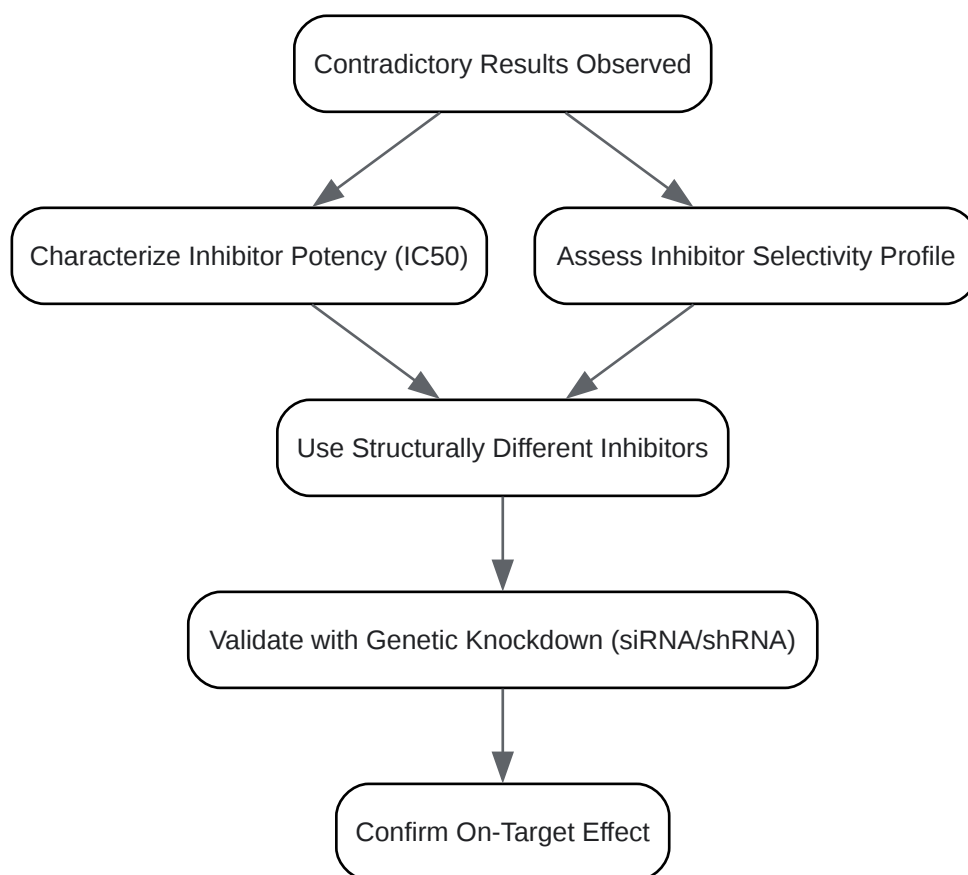 Contradictory Results Observed
Characterize Inhibitor Potency (IC50)
Assess Inhibitor Selectivity Profile
Use Structurally Different Inhibitors
Validate with Genetic Knockdown (siRNA/shRNA)
Confirm On-Target Effect